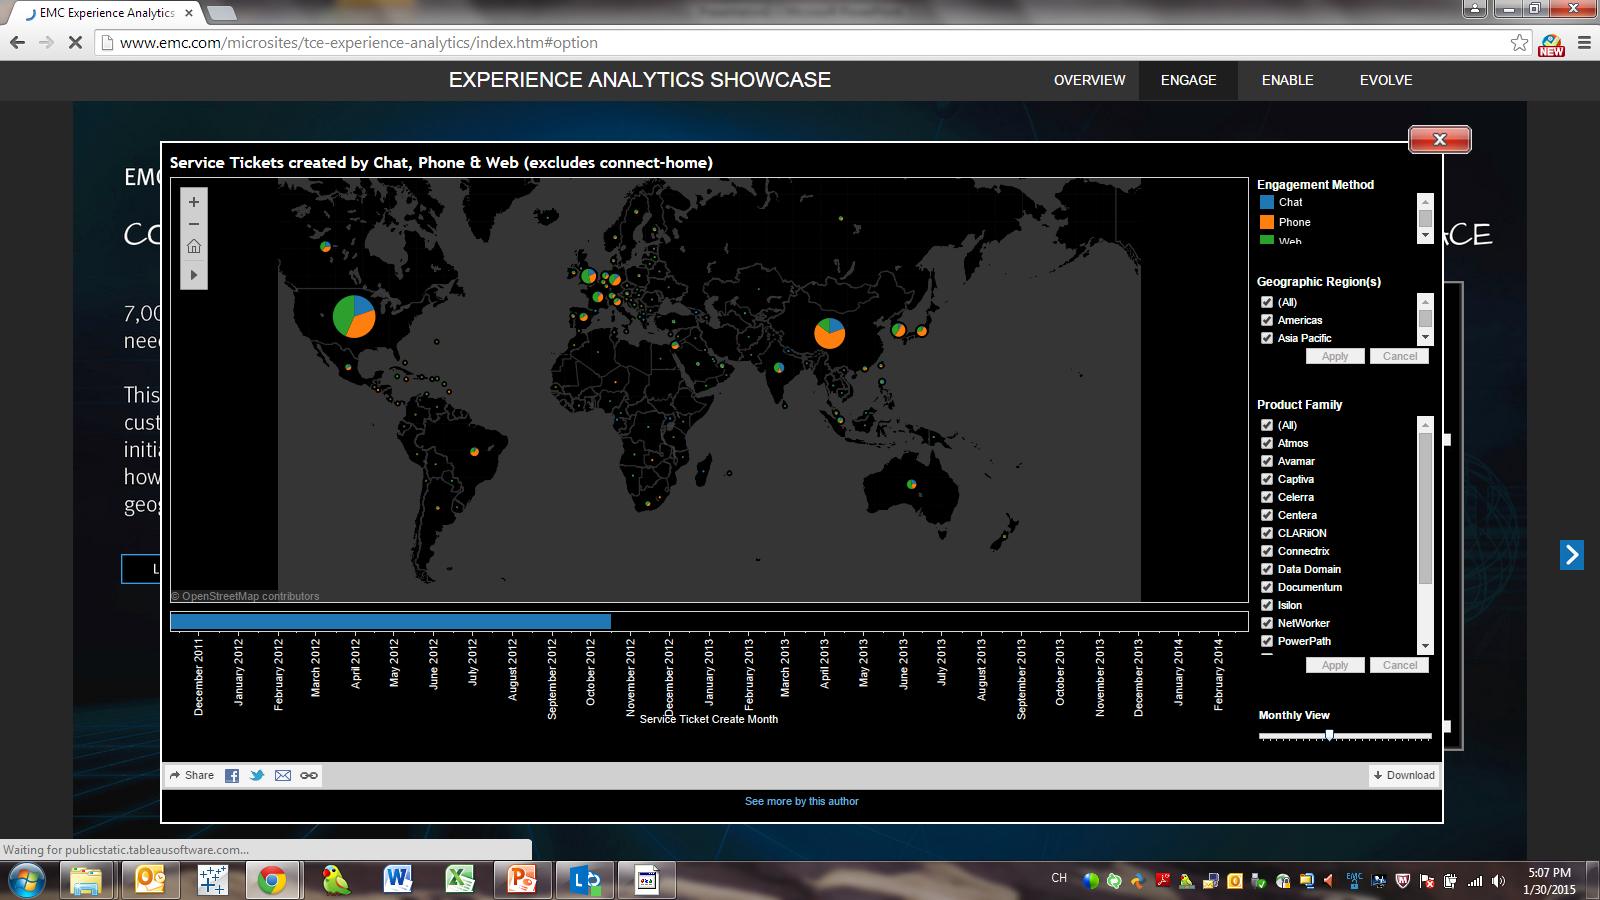 EMC Experience Analytics
www.emc.com/microsites/tce-experience-analytics/index.htm#option
NEW
EXPERIENCE ANALYTICS SHOWCASE
OVERVIEW
ENGAGE
ENABLE
EVOLVE
Service Tickets created by Chat, Phone & Web (excludes connect-home)
Engagement Method
Chat
Phone
Web
Geographic Region(s)
(All)
Americas
Asia Pacific
Apply Cancel
Product Family
(All)
Atmos
Avamar
Captiva
Celerra
Centera
CLARiiON
Connectrix
Data Domain
Documentum
Isilon
NetWorker
PowerPath
Apply Cancel
Monthly View
EMC
CO
ACE
7,00
need
This
cust
initia
how
geog
L
© OpenStreetMap contributors
December 2011
January 2012
February 2012
March 2012
April 2012
May 2012
June 2012
July 2012
August 2012
September 2012
October 2012
November 2012
December 2012
January 2013
February 2013
March 2013
April 2013
May 2013
June 2013
July 2013
August 2013
September 2013
October 2013
November 2013
December 2013
January 2014
February 2014
Service Ticket Create Month
Share
Download
See more by this author
Waiting for publicstatic.tableausoftware.com...
CH
EMC
5:07 PM
1/30/2015